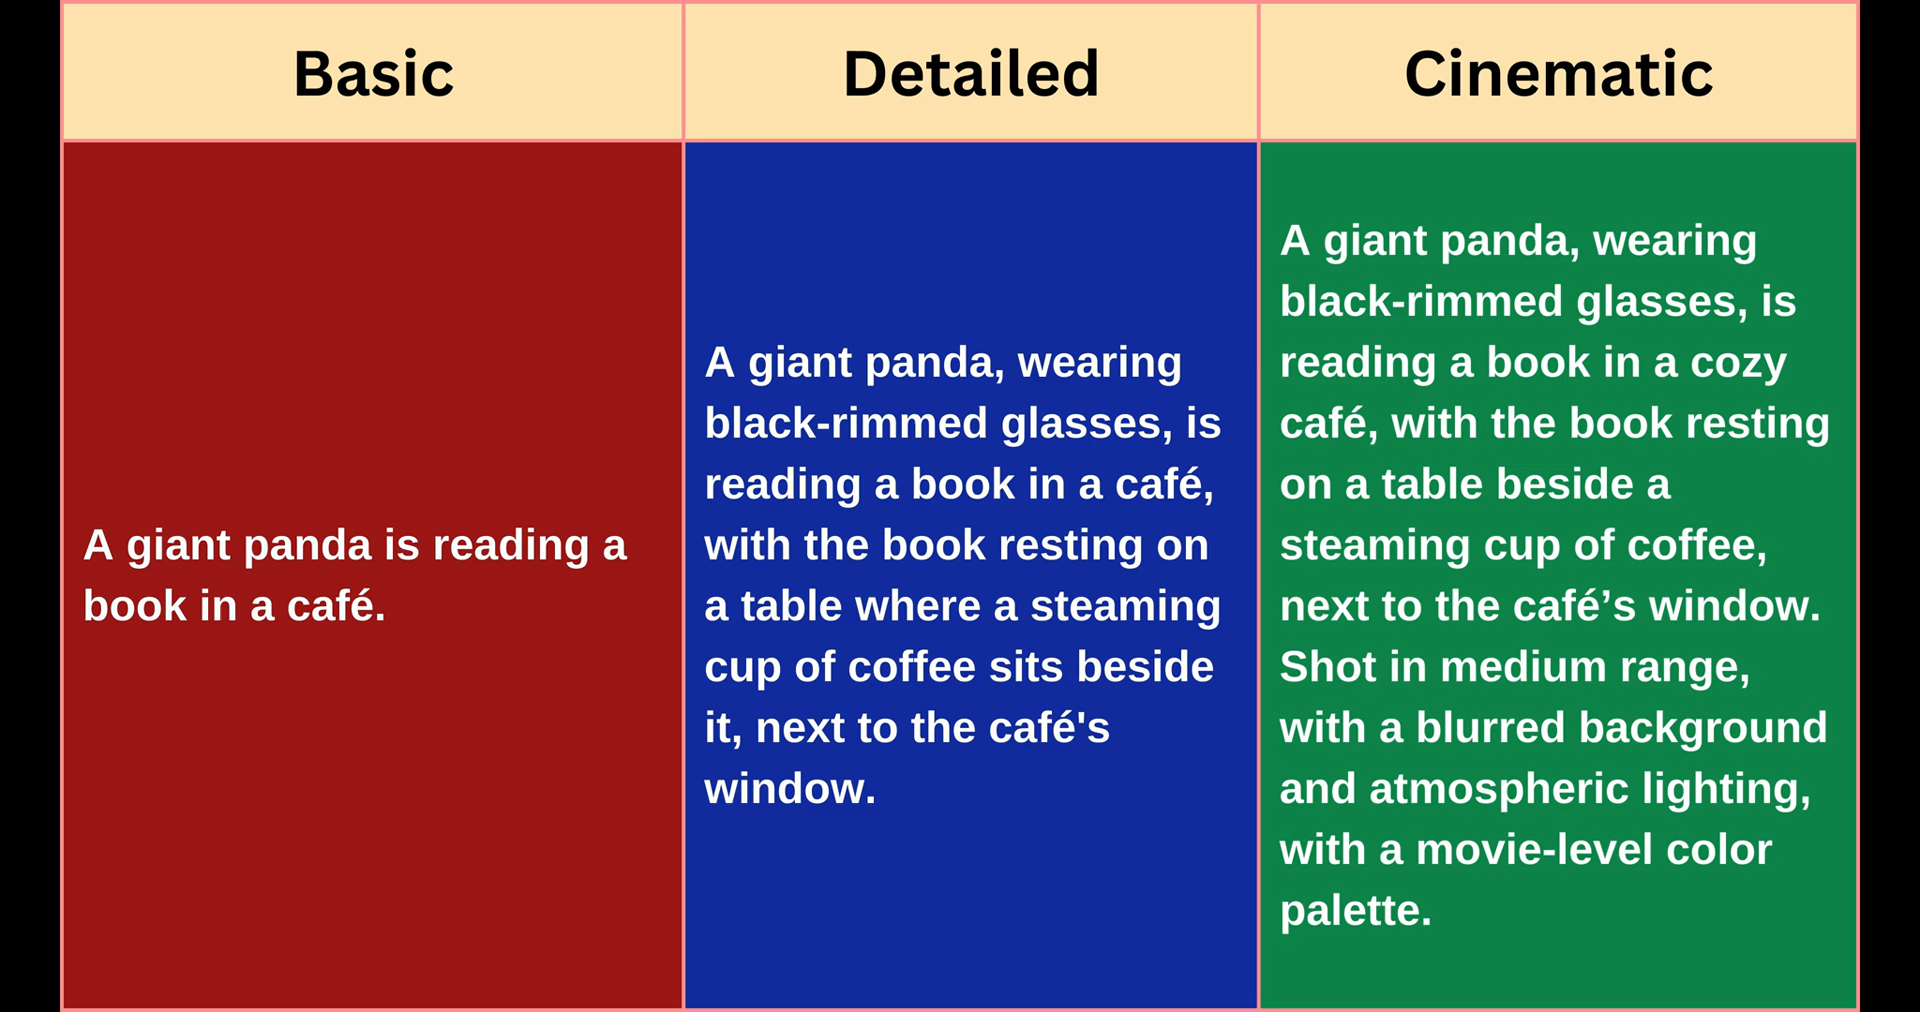 Basic
Detailed
Cinematic
A giant panda is reading a
book in a café.
A giant panda, wearing
black-rimmed glasses, is
reading a book in a café,
with the book resting on
a table where a steaming
cup of coffee sits beside
it, next to the café's
window.
A giant panda, wearing
black-rimmed glasses, is
reading a book in a cozy
café, with the book resting
on a table beside a
steaming cup of coffee,
next to the café’s window.
Shot in medium range,
with a blurred background
and atmospheric lighting,
with a movie-level color
palette.